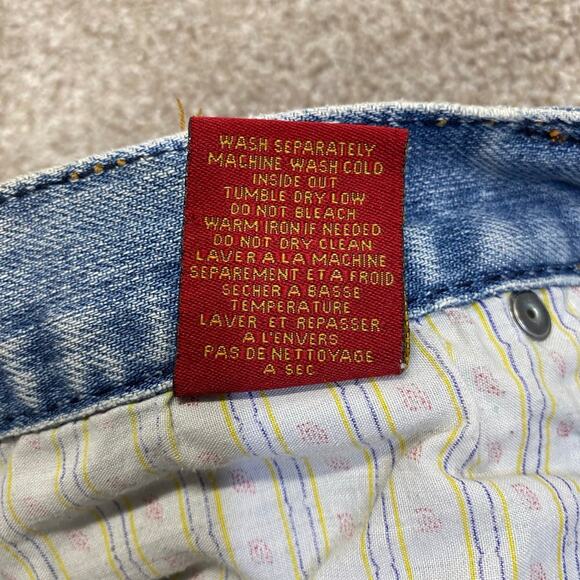 WASH SEPARATELY
MACHINE WASH COLD
INSIDE OUT
TUMBLE DRY LOW
DO NOT BLEACH
WARM IRON IF NEEDED
DO NOT DRY CLEAN
LAVER A LA MACHINE
SEPAREMENT ET A FROID
SECHER A BASSE
TEMPERATURE
LAVER ET REPASSER
A L'ENVERS
PAS DE NETTOYAGE
A SEC